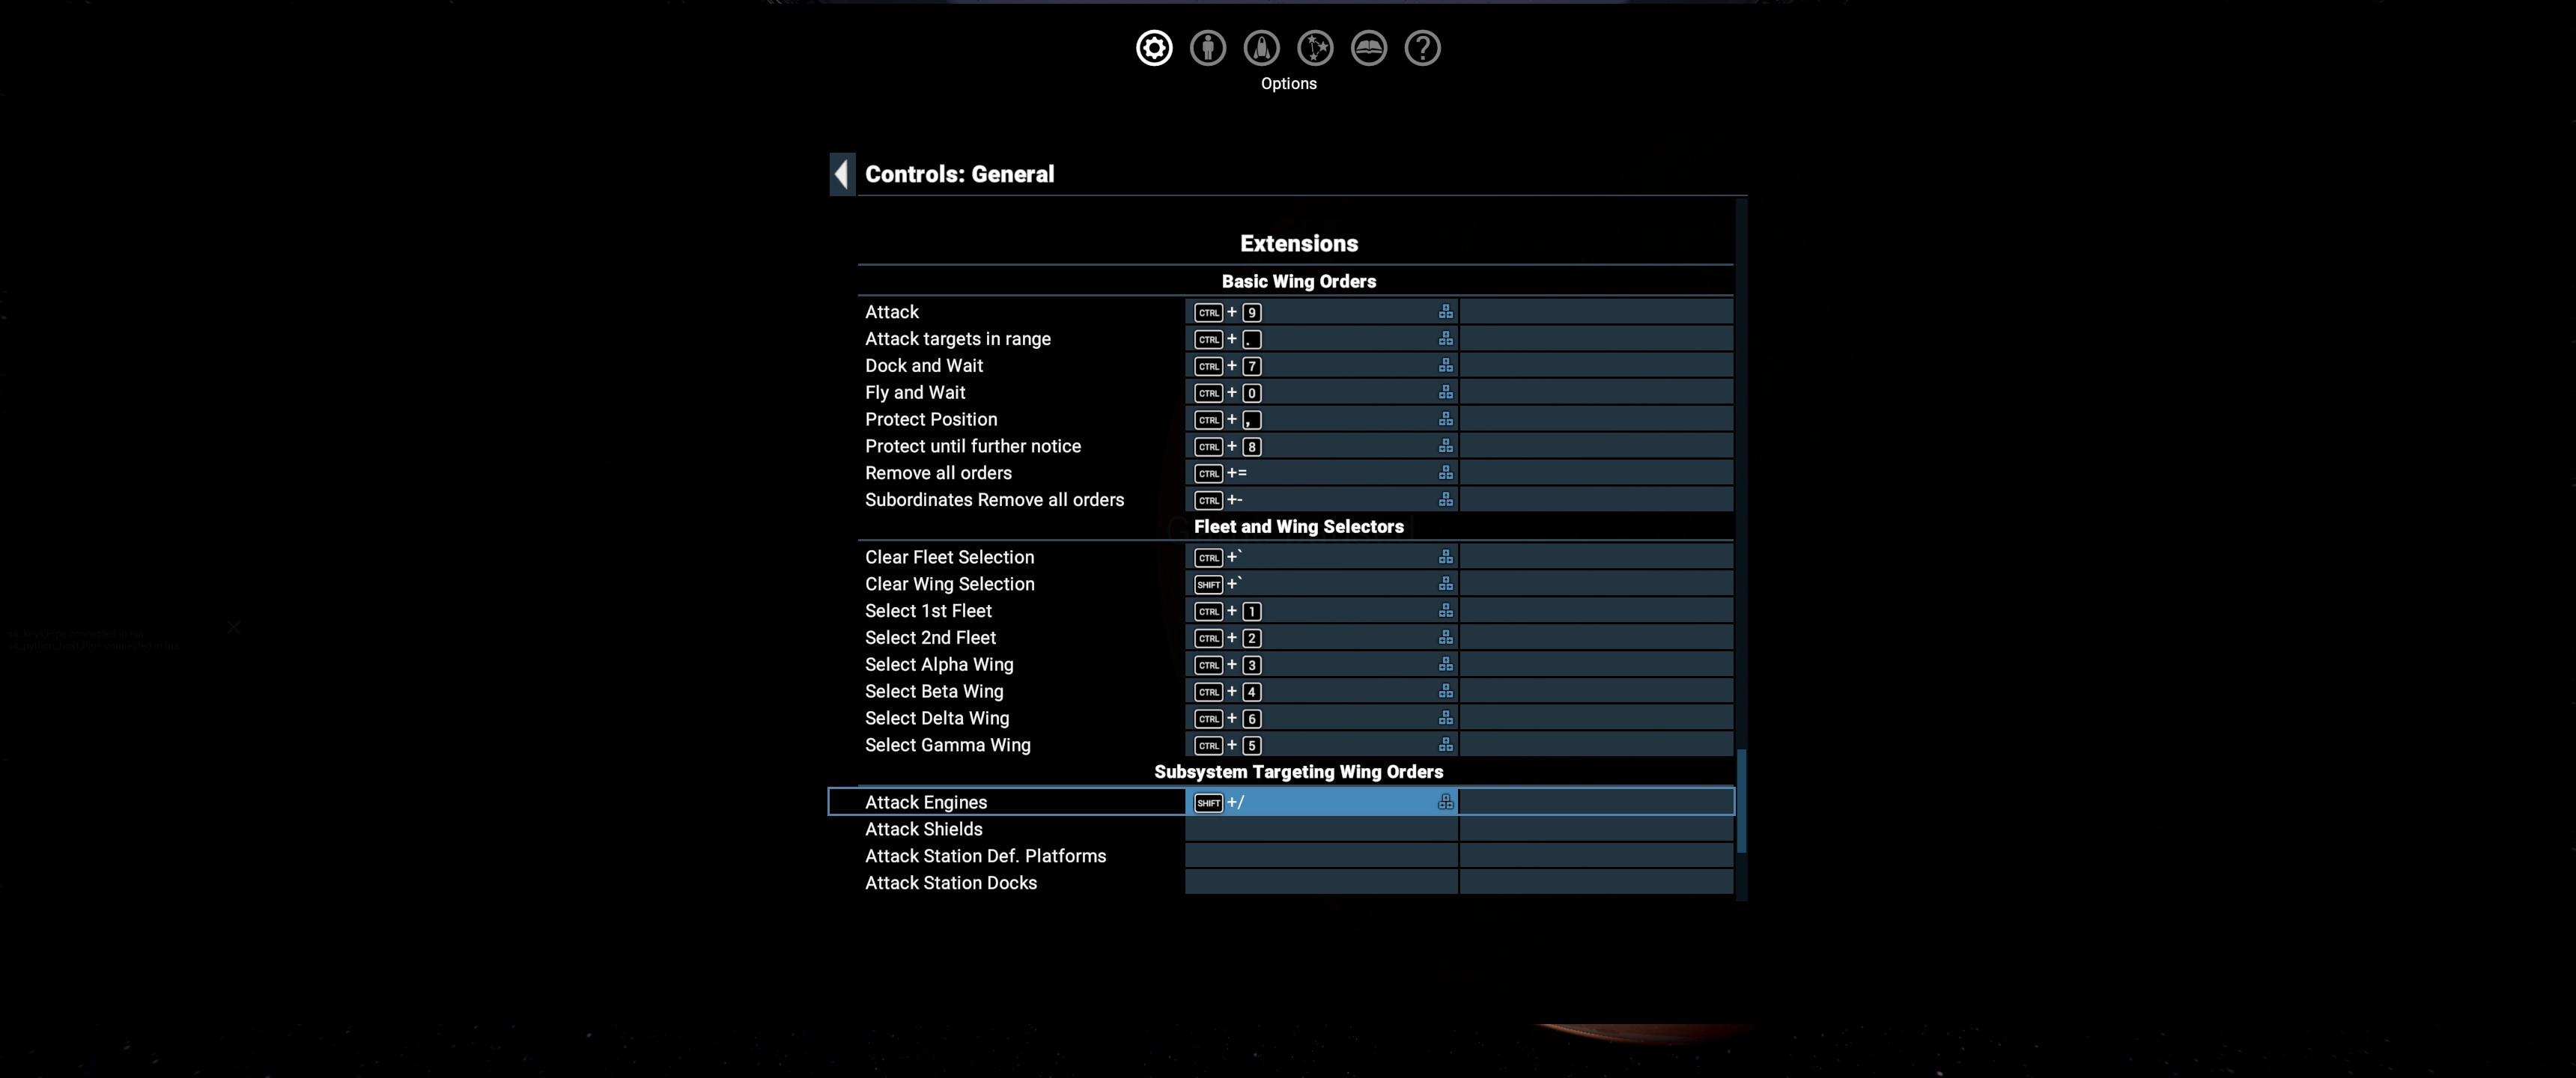 Options
Controls: General
Extensions
Basic Wing Orders
Attack CTRL + 9
Attack targets in range CTRL + .
Dock and Wait CTRL + 7
Fly and Wait CTRL + 0
Protect Position CTRL + ,
Protect until further notice CTRL + 8
Remove all orders CTRL +=
Subordinates Remove all orders CTRL +-
Fleet and Wing Selectors
Clear Fleet Selection CTRL +`
Clear Wing Selection SHIFT +`
Select 1st Fleet CTRL + 1
Select 2nd Fleet CTRL + 2
Select Alpha Wing CTRL + 3
Select Beta Wing CTRL + 4
Select Delta Wing CTRL + 6
Select Gamma Wing CTRL + 5
Subsystem Targeting Wing Orders
Attack Engines SHIFT +/
Attack Shields
Attack Station Def. Platforms
Attack Station Docks